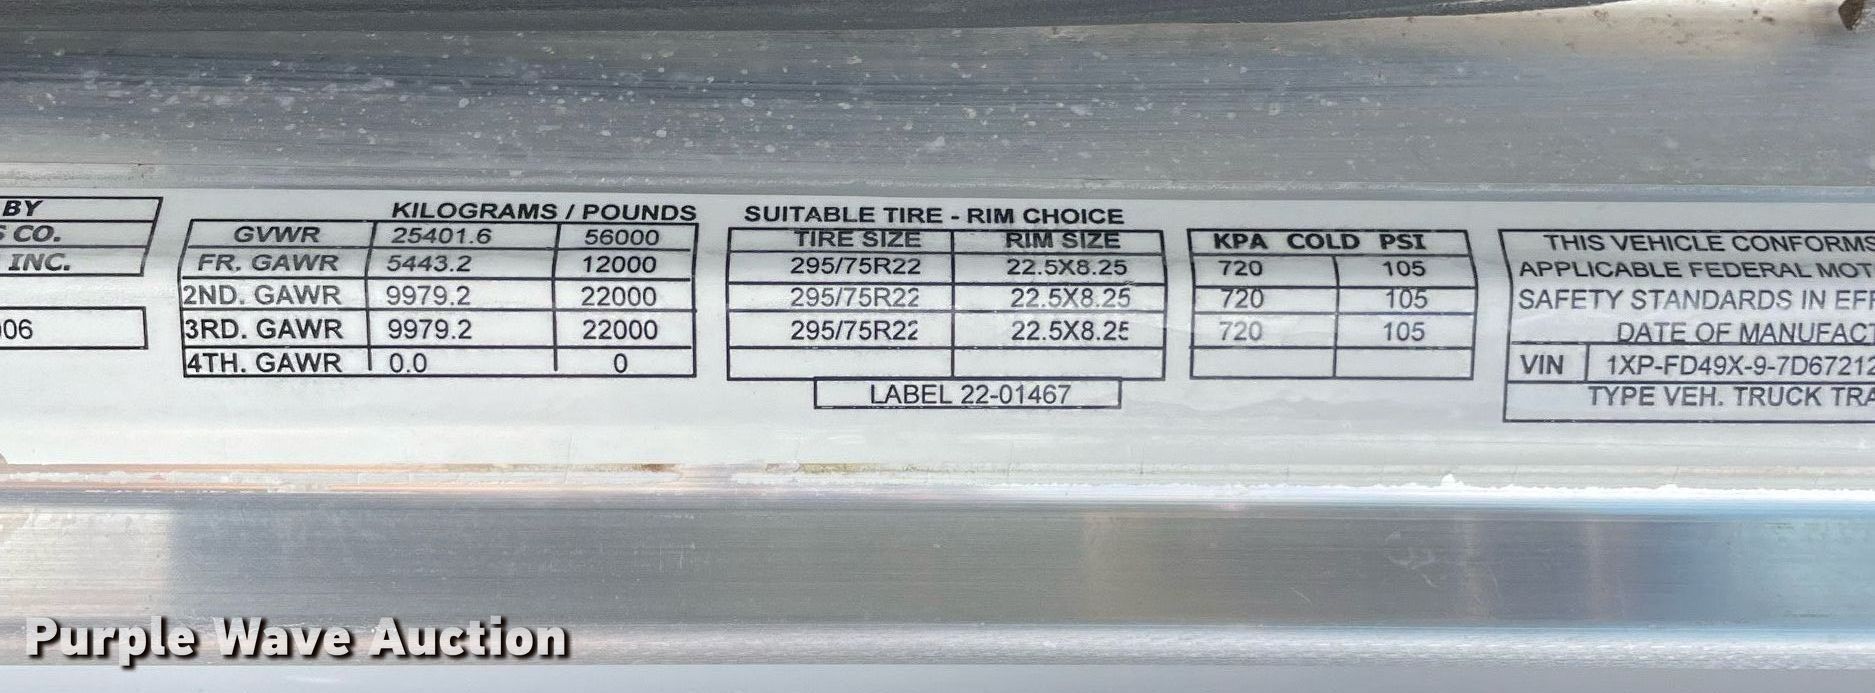 BY
CO.
INC.
06
KILOGRAMS / POUNDS
GVWR 25401.6 56000
FR. GAWR 5443.2 12000
2ND. GAWR 9979.2 22000
3RD. GAWR 9979.2 22000
4TH. GAWR 0.0 0
SUITABLE TIRE - RIM CHOICE
TIRE SIZE RIM SIZE
295/75R22 22.5X8.25
295/75R22 22.5X8.25
295/75R22 22.5X8.25
LABEL 22-01467
KPA COLD PSI
720 105
720 105
720 105
THIS VEHICLE CONFORMS
APPLICABLE FEDERAL MOT
SAFETY STANDARDS IN EFF
DATE OF MANUFACT
VIN 1XP-FD49X-9-7D67212
TYPE VEH. TRUCK TRA
Purple Wave Auction